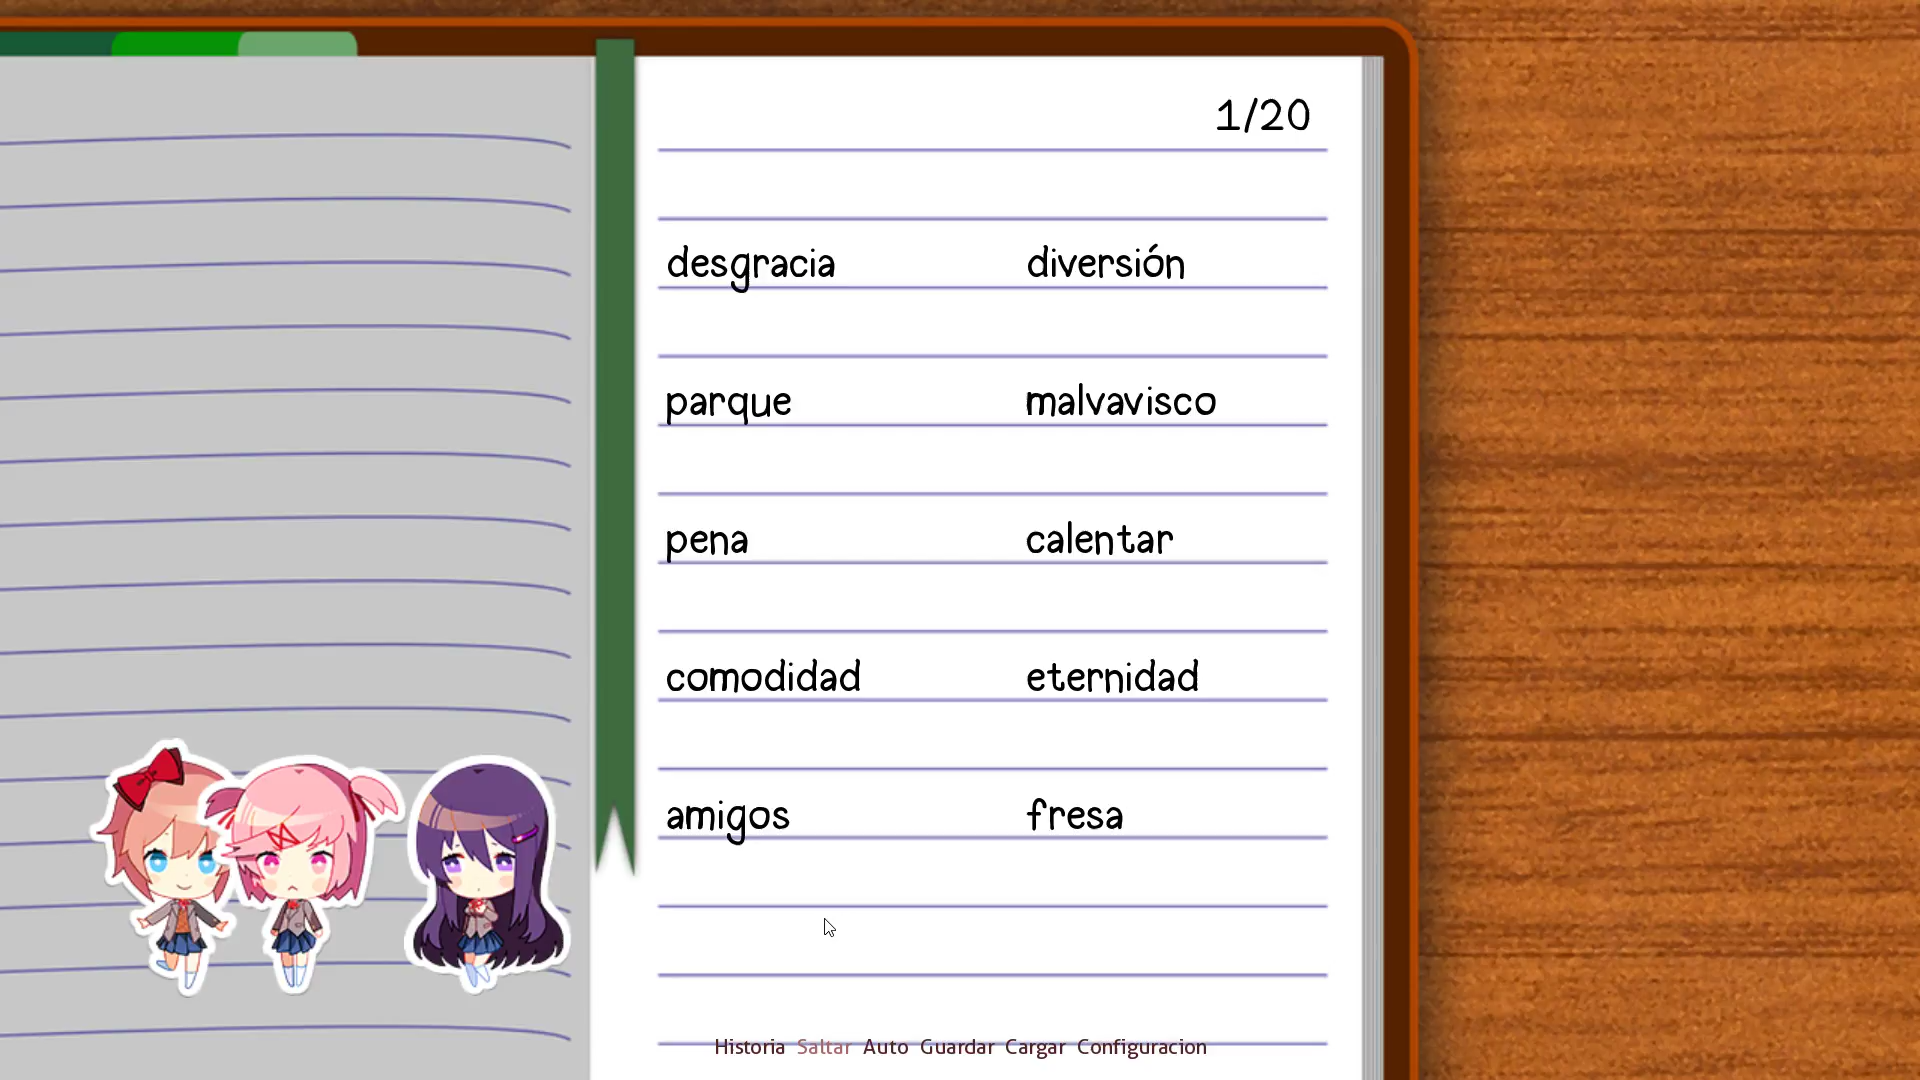 1/20
desgracia diversión
parque malvavisco
pena calentar
comodidad eternidad
amigos fresa
Historia Saltar Auto Guardar Cargar Configuracion